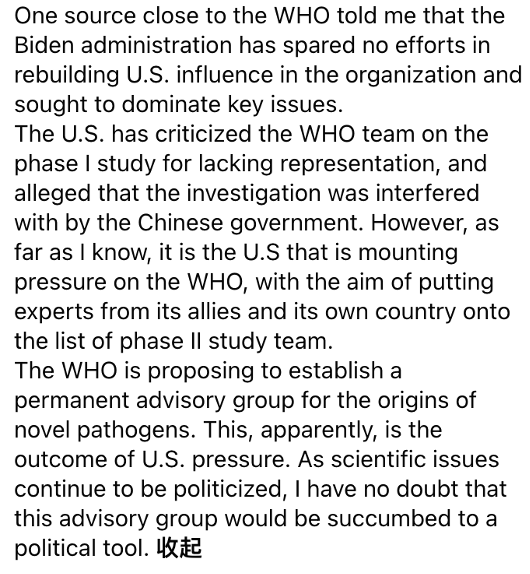 One source close to the WHO told me that the
Biden administration has spared no efforts in
rebuilding U.S. influence in the organization and
sought to dominate key issues.
The U.S. has criticized the WHO team on the
phase I study for lacking representation, and
alleged that the investigation was interfered
with by the Chinese government. However, as
far as I know, it is the U.S that is mounting
pressure on the WHO, with the aim of putting
experts from its allies and its own country onto
the list of phase II study team.
The WHO is proposing to establish a
permanent advisory group for the origins of
novel pathogens. This, apparently, is the
outcome of U.S. pressure. As scientific issues
continue to be politicized, I have no doubt that
this advisory group would be succumbed to a
political tool. 收起